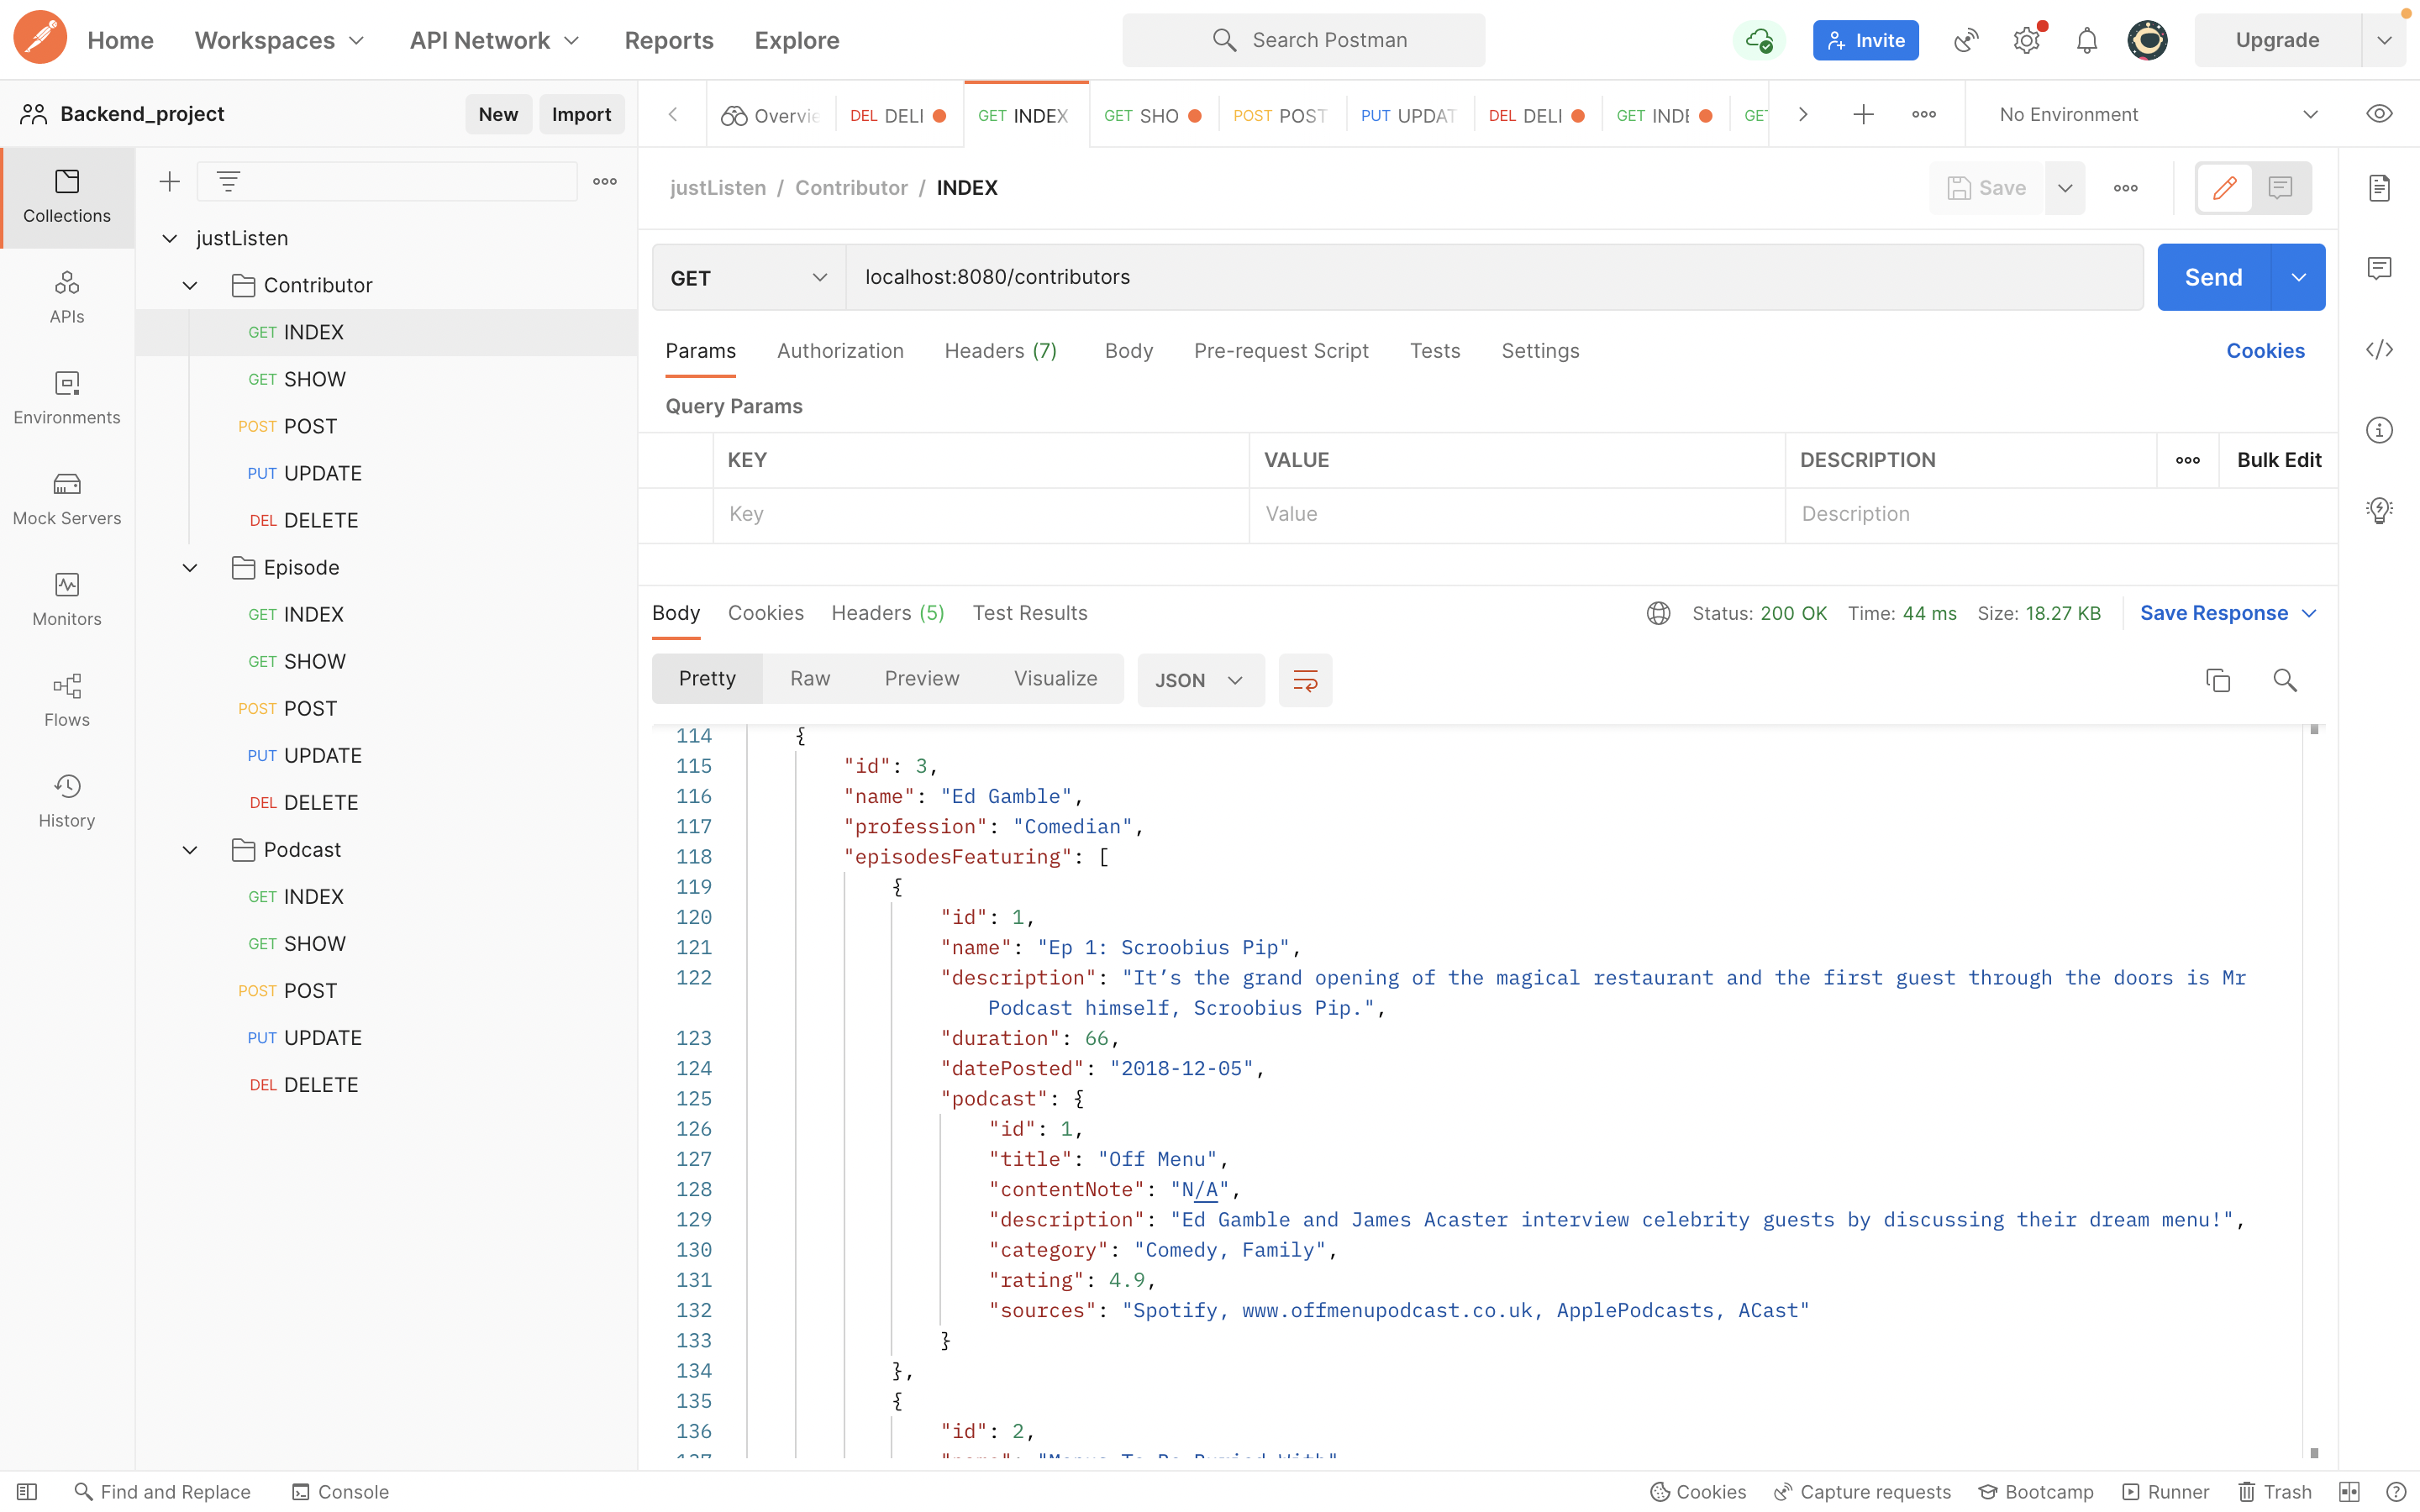 Home
Workspaces
API Network
Reports
Explore
Search Postman
Invite
Upgrade
Backend_project
New
Import
Overvie
DEL DELI
GET INDEX
GET SHO
POST POST
PUT UPDAT
DEL DELI
GET INDE
GET
No Environment
Collections
APIs
Environments
Mock Servers
Monitors
Flows
History
justListen
Contributor
GET INDEX
GET SHOW
POST POST
PUT UPDATE
DEL DELETE
Episode
GET INDEX
GET SHOW
POST POST
PUT UPDATE
DEL DELETE
Podcast
GET INDEX
GET SHOW
POST POST
PUT UPDATE
DEL DELETE
justListen / Contributor / INDEX
Save
GET
localhost:8080/contributors
Send
Params
Authorization
Headers (7)
Body
Pre-request Script
Tests
Settings
Cookies
Query Params
KEY
VALUE
DESCRIPTION
Bulk Edit
Key
Value
Description
Body
Cookies
Headers (5)
Test Results
Status: 200 OK
Time: 44 ms
Size: 18.27 KB
Save Response
Pretty
Raw
Preview
Visualize
JSON
114 {
115 "id": 3,
116 "name": "Ed Gamble",
117 "profession": "Comedian",
118 "episodesFeaturing": [
119 {
120 "id": 1,
121 "name": "Ep 1: Scroobius Pip",
122 "description": "It’s the grand opening of the magical restaurant and the first guest through the doors is Mr
Podcast himself, Scroobius Pip.",
123 "duration": 66,
124 "datePosted": "2018-12-05",
125 "podcast": {
126 "id": 1,
127 "title": "Off Menu",
128 "contentNote": "N/A",
129 "description": "Ed Gamble and James Acaster interview celebrity guests by discussing their dream menu!",
130 "category": "Comedy, Family",
131 "rating": 4.9,
132 "sources": "Spotify, www.offmenupodcast.co.uk, ApplePodcasts, ACast"
133 }
134 },
135 {
136 "id": 2,
Find and Replace
Console
Cookies
Capture requests
Bootcamp
Runner
Trash